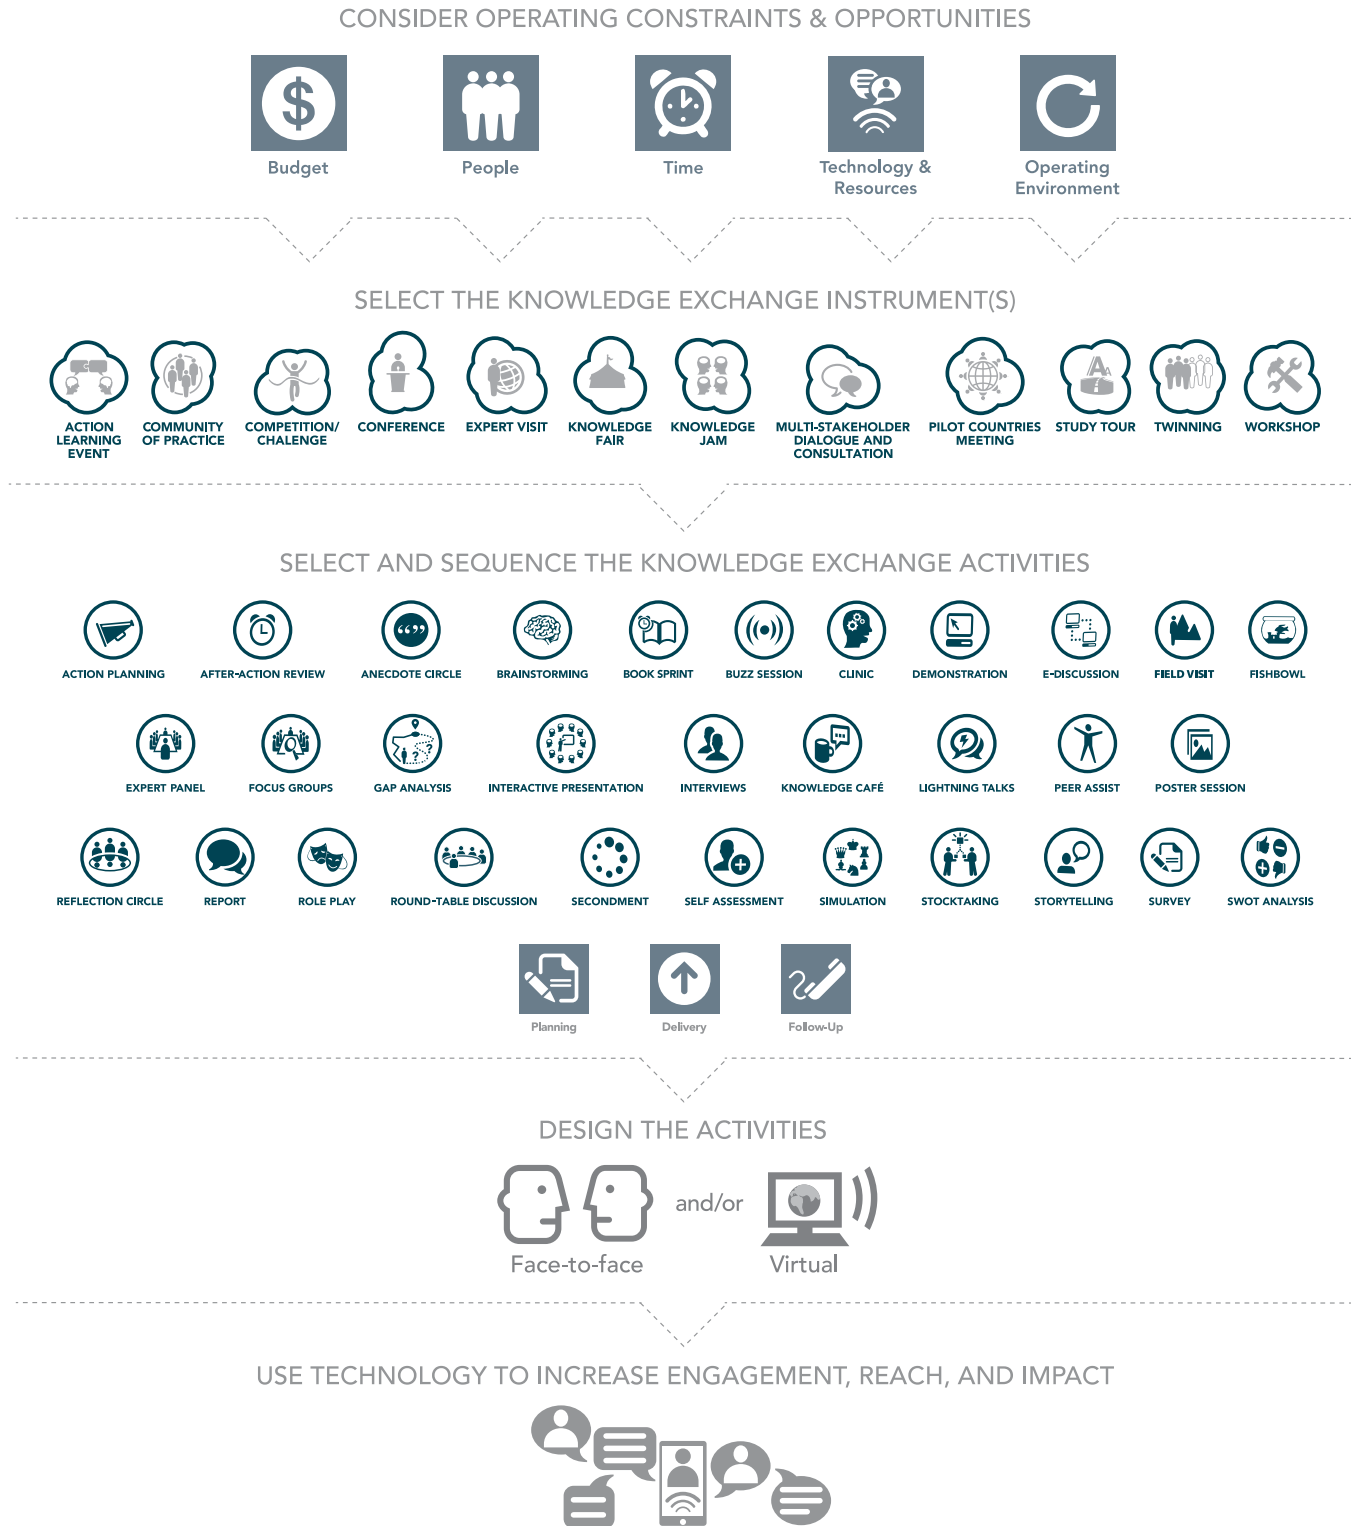 CONSIDER OPERATING CONSTRAINTS & OPPORTUNITIES
$
Budget
People
Time
Technology &
Resources
Operating
Environment
SELECT THE KNOWLEDGE EXCHANGE INSTRUMENT(S)
ACTION
LEARNING
EVENT
COMMUNITY
OF PRACTICE
COMPETITION/
CHALENGE
CONFERENCE
EXPERT VISIT
KNOWLEDGE
FAIR
KNOWLEDGE
JAM
MULTI-STAKEHOLDER
DIALOGUE AND
CONSULTATION
PILOT COUNTRIES
MEETING
STUDY TOUR
TWINNING
WORKSHOP
SELECT AND SEQUENCE THE KNOWLEDGE EXCHANGE ACTIVITIES
ACTION PLANNING
AFTER-ACTION REVIEW
ANECDOTE CIRCLE
BRAINSTORMING
BOOK SPRINT
BUZZ SESSION
CLINIC
DEMONSTRATION
E-DISCUSSION
FIELD VISIT
FISHBOWL
EXPERT PANEL
FOCUS GROUPS
GAP ANALYSIS
INTERACTIVE PRESENTATION
INTERVIEWS
KNOWLEDGE CAFÉ
LIGHTNING TALKS
PEER ASSIST
POSTER SESSION
REFLECTION CIRCLE
REPORT
ROLE PLAY
ROUND-TABLE DISCUSSION
SECONDMENT
SELF ASSESSMENT
SIMULATION
STOCKTAKING
STORYTELLING
SURVEY
SWOT ANALYSIS
Planning
Delivery
Follow-Up
DESIGN THE ACTIVITIES
and/or
Face-to-face
Virtual
USE TECHNOLOGY TO INCREASE ENGAGEMENT, REACH, AND IMPACT